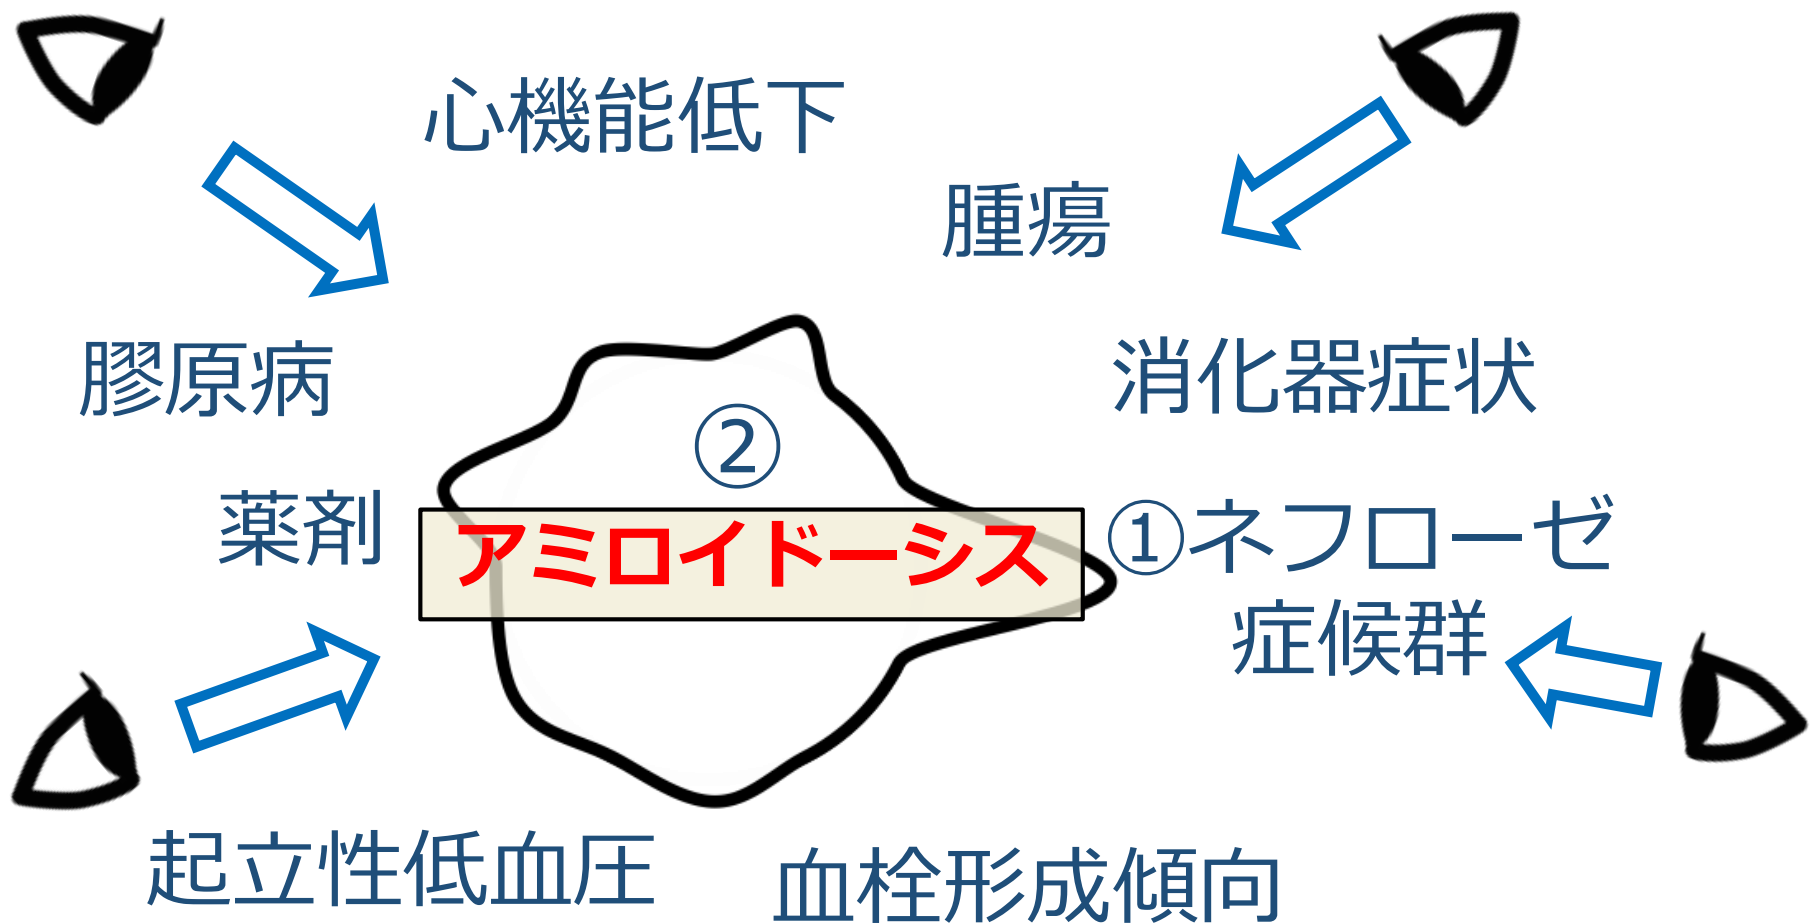 心機能低下
腫瘍
膠原病
消化器症状
②
薬剤
アミロイドーシス
①ネフローゼ
症候群
起立性低血圧
血栓形成傾向